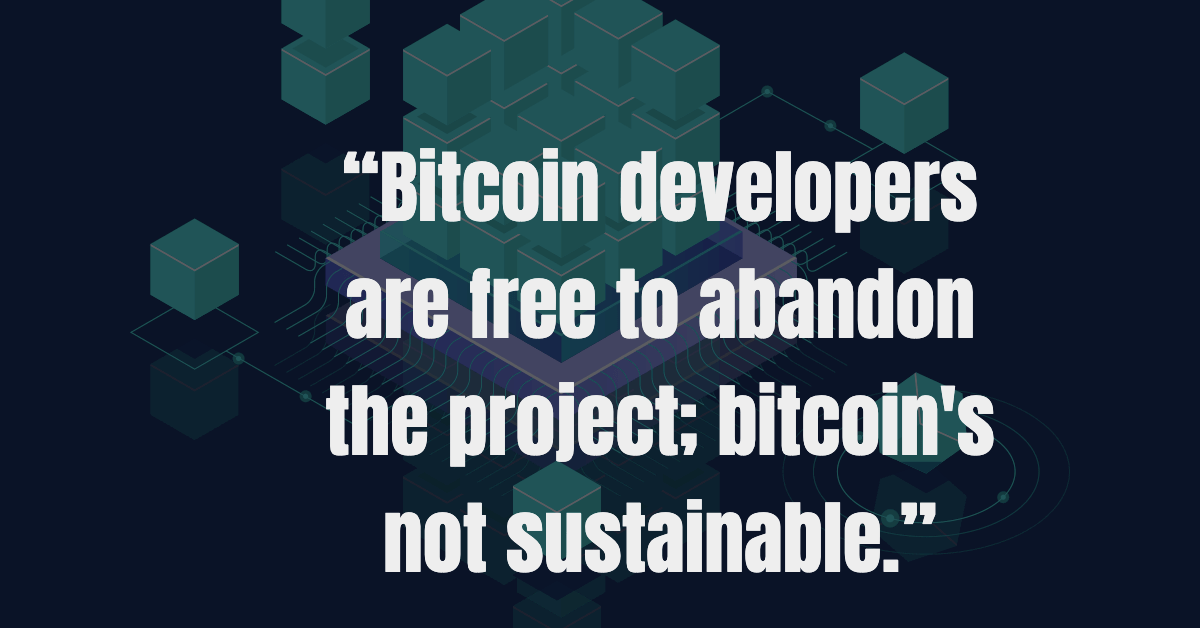 “Bitcoin developers
are free to abandon
the project; bitcoin's
not sustainable.”